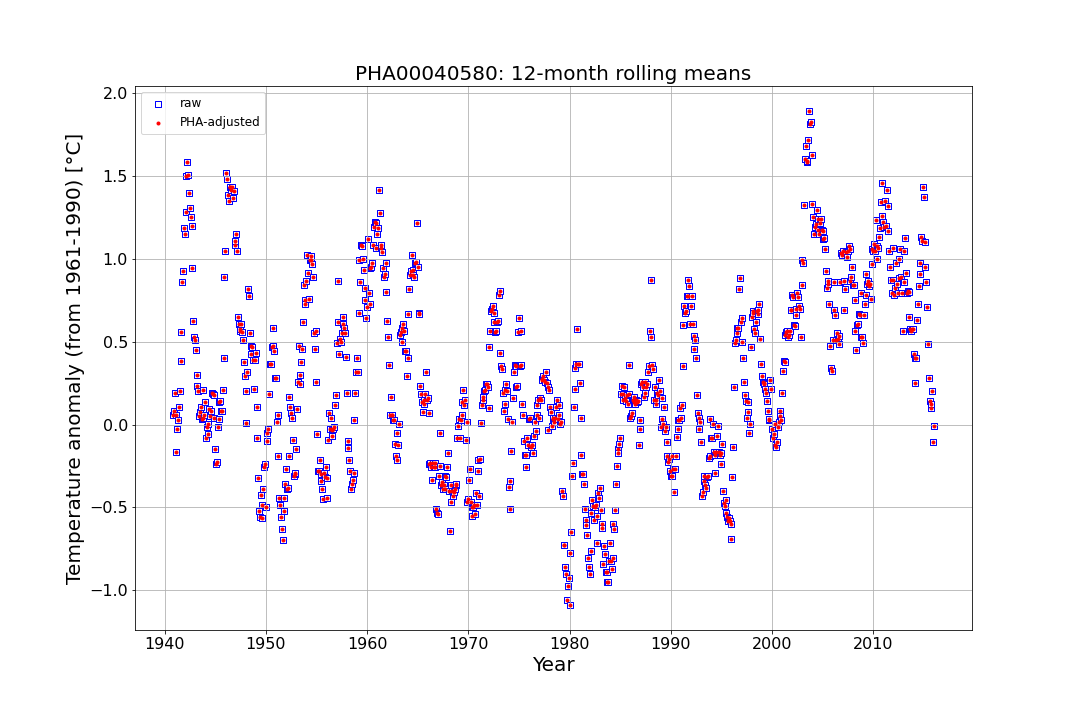 PHA00040580: 12-month rolling means
raw
PHA-adjusted
Temperature anomaly (from 1961-1990) [°C]
2.0
1.5
1.0
0.5
0.0
−0.5
−1.0
1940 1950 1960 1970 1980 1990 2000 2010
Year